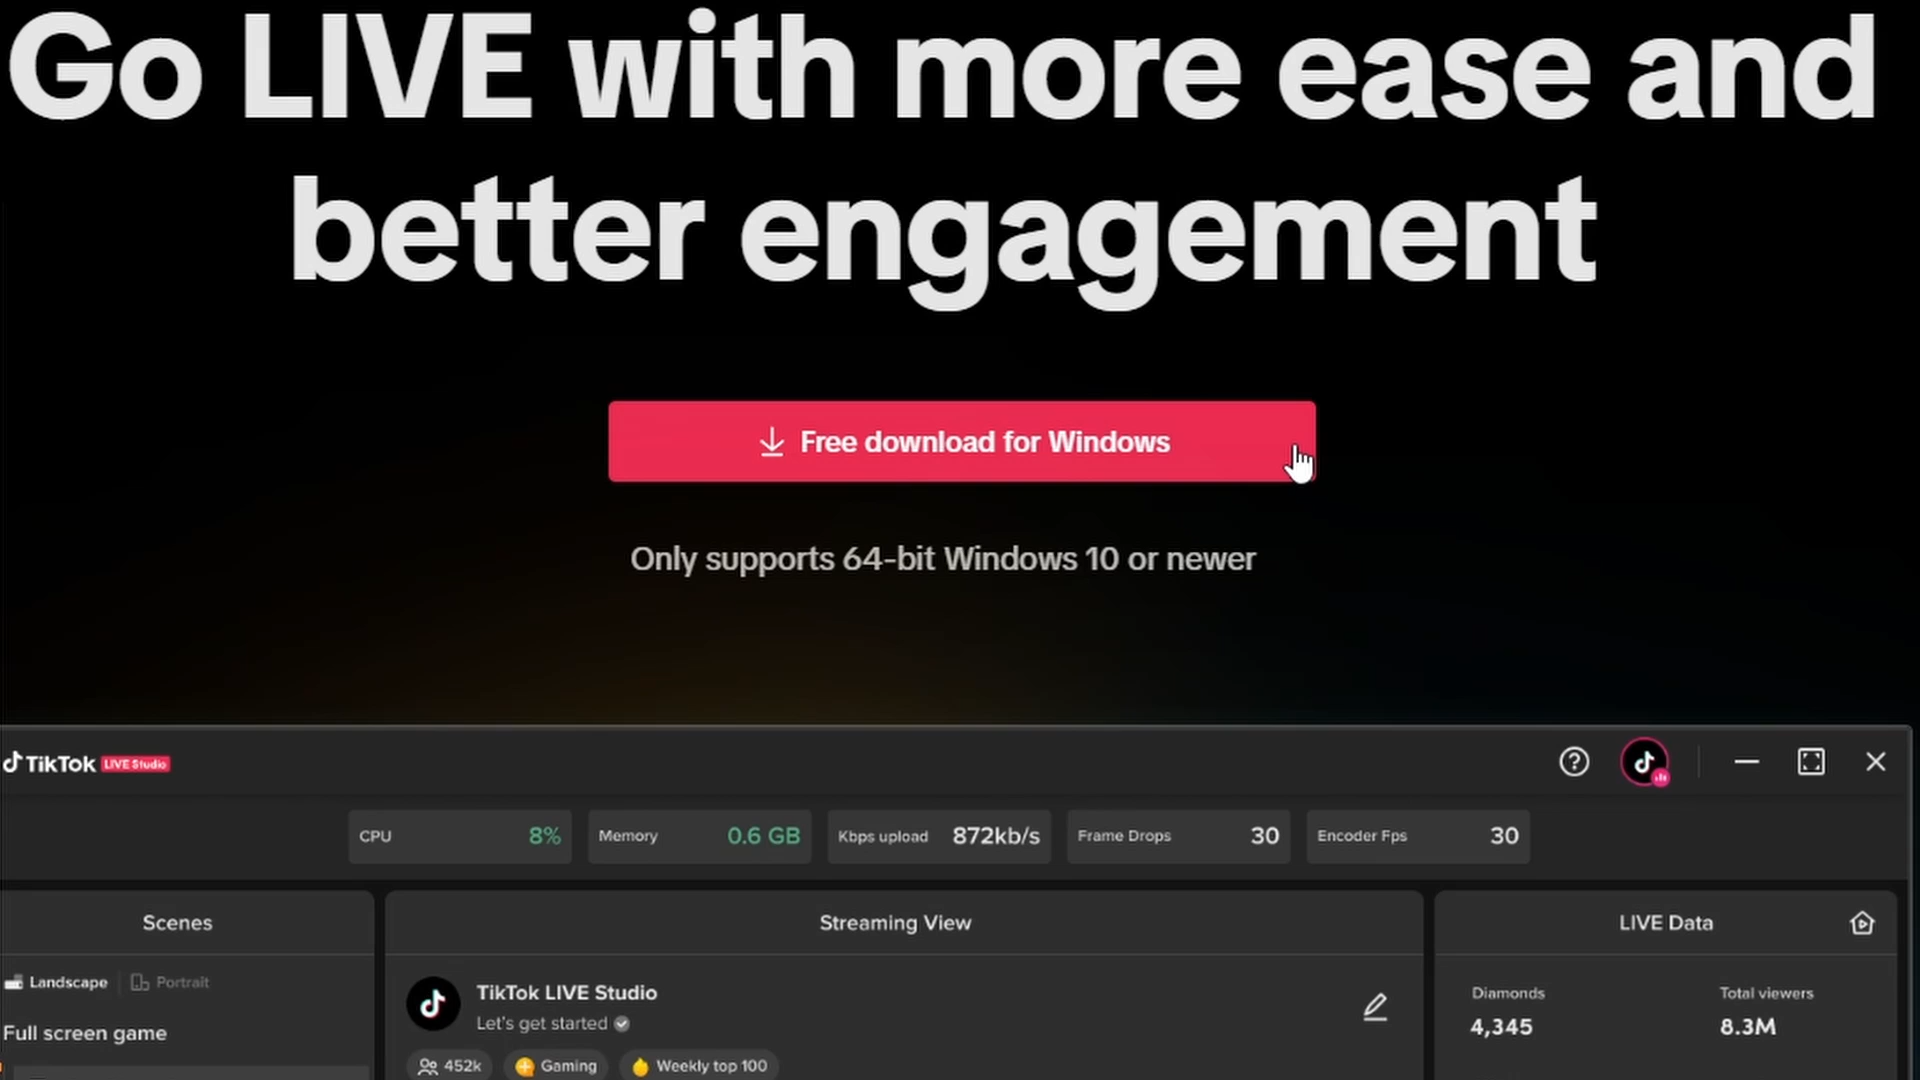 Go LIVE with more ease and
better engagement
Free download for Windows
Only supports 64-bit Windows 10 or newer
TikTok LIVE Studio
CPU 8% Memory 0.6 GB Kbps upload 872kb/s Frame Drops 30 Encoder Fps 30
Scenes
Landscape Portrait
Full screen game
Streaming View
TikTok LIVE Studio
Let's get started
452k Gaming Weekly top 100
LIVE Data
Diamonds Total viewers
4,345 8.3M